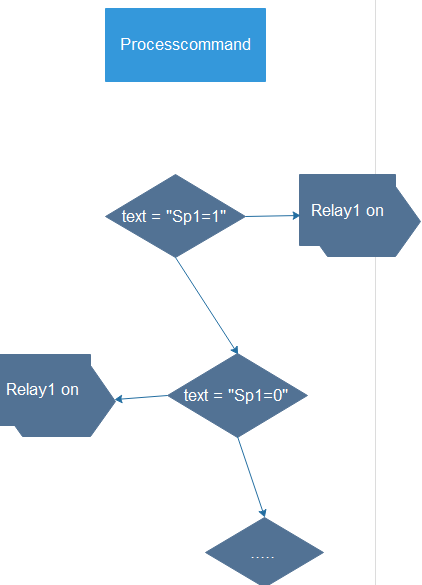 Processcommand
text = "Sp1=1"
Relay1 on
Relay1 on
text = "Sp1=0"
.....